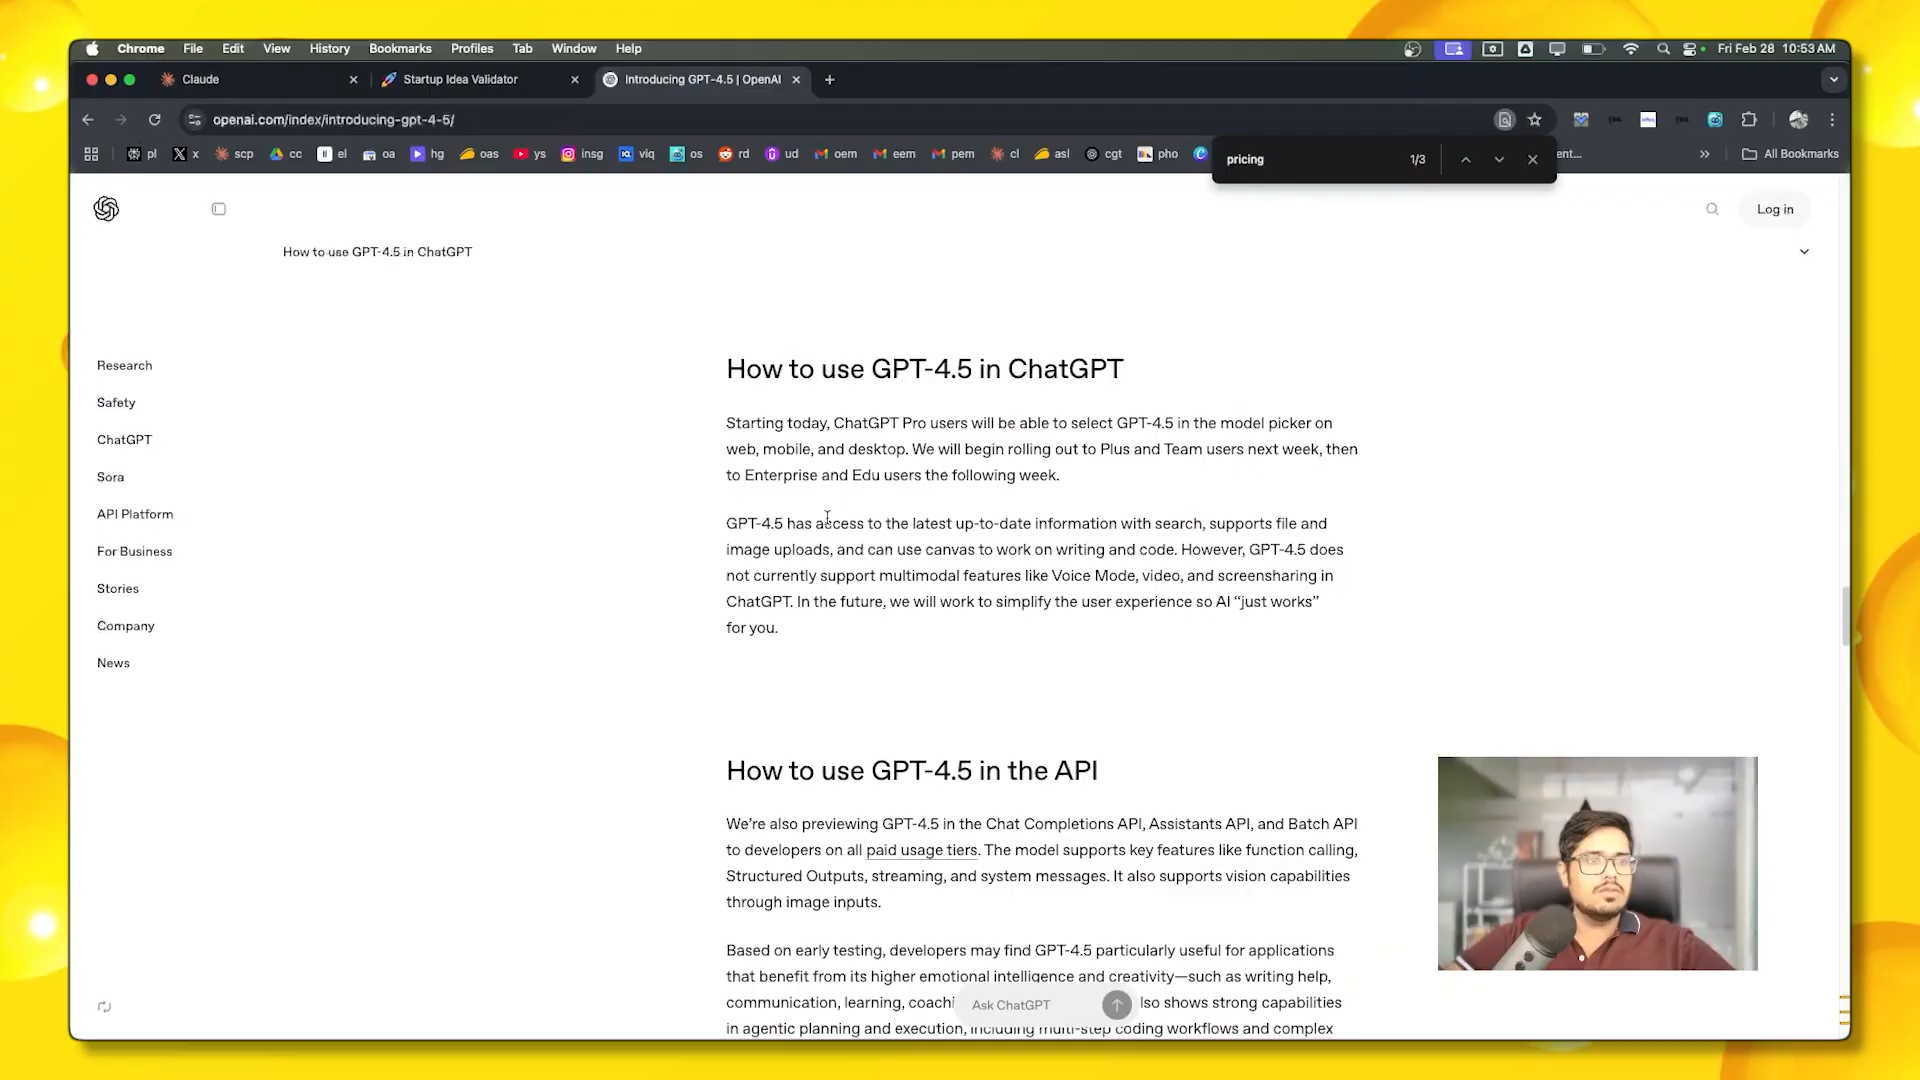 Chrome File Edit View History Bookmarks Profiles Tab Window Help Fri Feb 28 10:53 AM
Claude Startup Idea Validator Introducing GPT-4.5 | OpenAI
openai.com/index/introducing-gpt-4-5/
pl x scp cc el oa hg oas ys insg viq os rd ud oem eem pem cl asl cgt pho ent... All Bookmarks
pricing 1/3
Log in
How to use GPT-4.5 in ChatGPT
Research
Safety
ChatGPT
Sora
API Platform
For Business
Stories
Company
News
How to use GPT-4.5 in ChatGPT
Starting today, ChatGPT Pro users will be able to select GPT-4.5 in the model picker on
web, mobile, and desktop. We will begin rolling out to Plus and Team users next week, then
to Enterprise and Edu users the following week.
GPT-4.5 has access to the latest up-to-date information with search, supports file and
image uploads, and can use canvas to work on writing and code. However, GPT-4.5 does
not currently support multimodal features like Voice Mode, video, and screensharing in
ChatGPT. In the future, we will work to simplify the user experience so AI “just works”
for you.
How to use GPT-4.5 in the API
We’re also previewing GPT-4.5 in the Chat Completions API, Assistants API, and Batch API
to developers on all paid usage tiers. The model supports key features like function calling,
Structured Outputs, streaming, and system messages. It also supports vision capabilities
through image inputs.
Based on early testing, developers may find GPT-4.5 particularly useful for applications
that benefit from its higher emotional intelligence and creativity—such as writing help,
communication, learning, coachi Ask ChatGPT lso shows strong capabilities
in agentic planning and execution, including multi-step coding workflows and complex